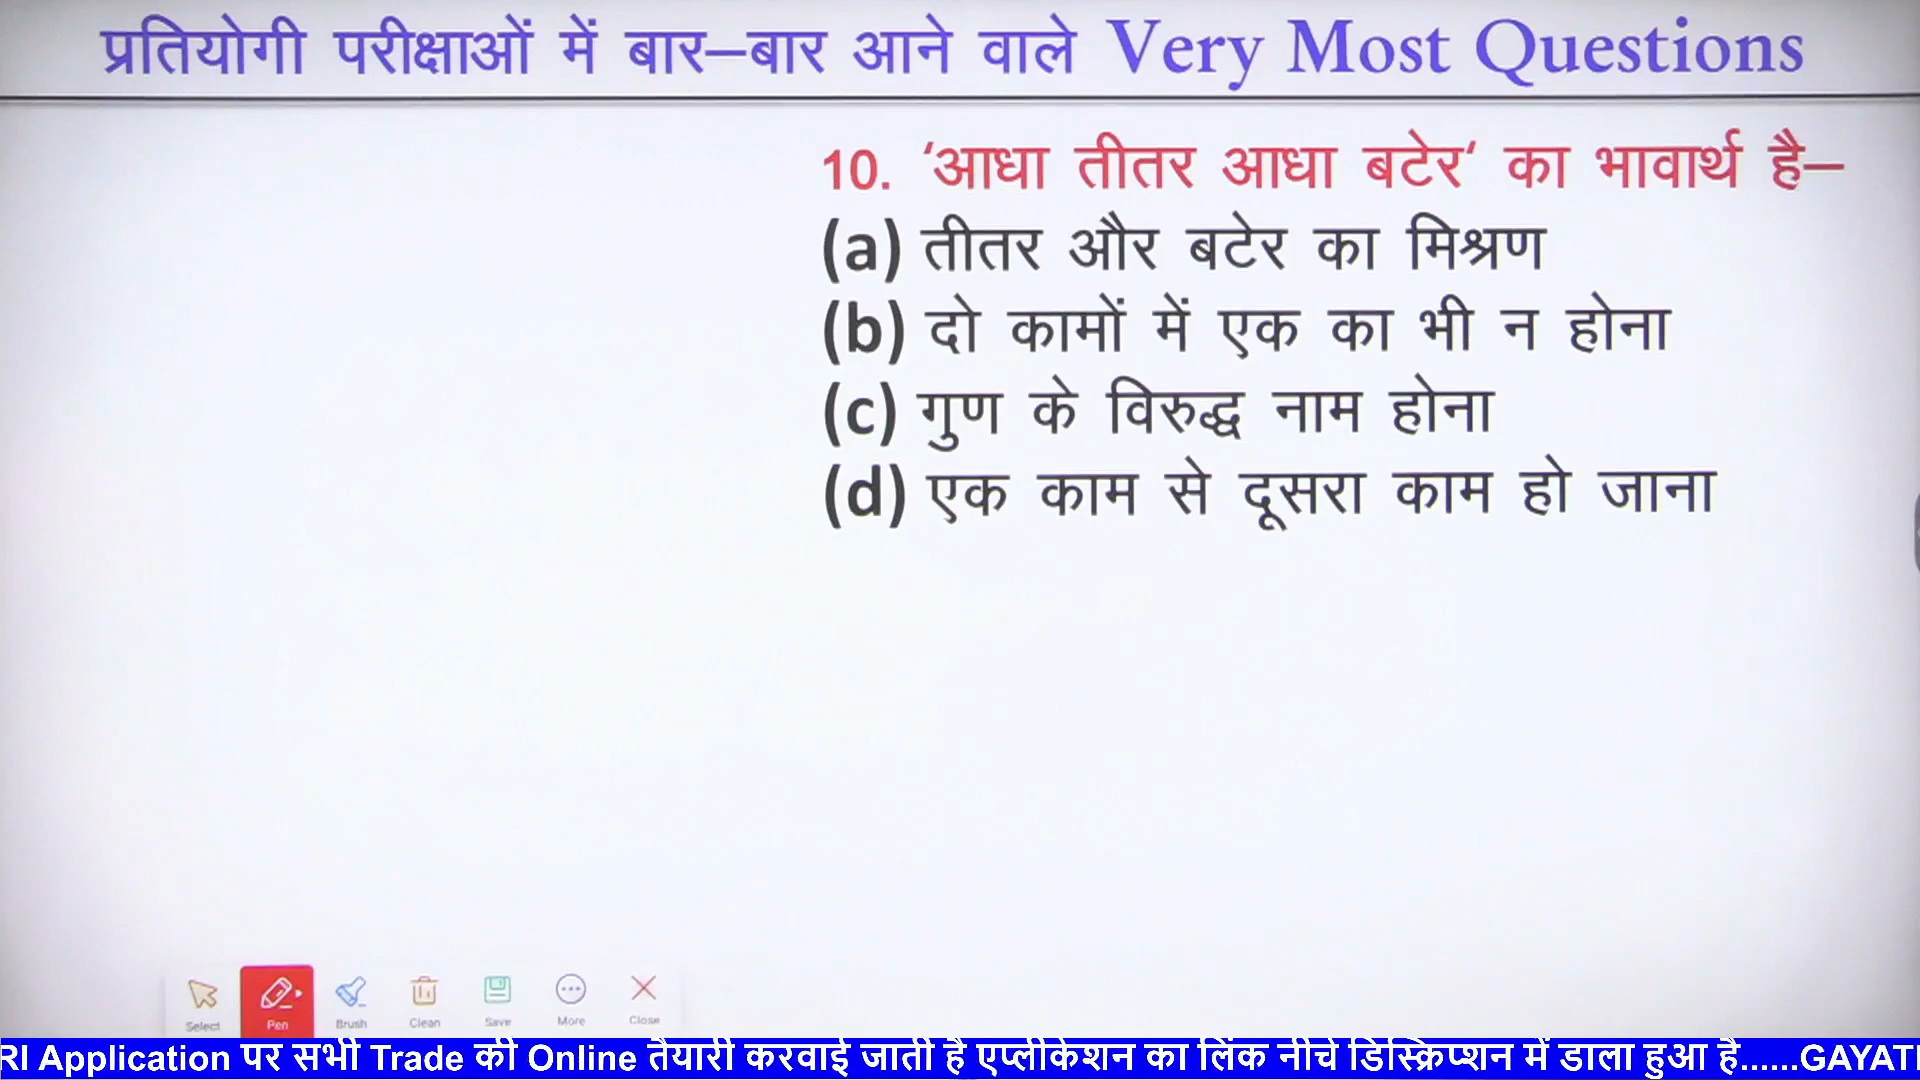 प्रतियोगी परीक्षाओं में बार–बार आने वाले Very Most Questions
10. ‘आधा तीतर आधा बटेर‘ का भावार्थ है–
(a) तीतर और बटेर का मिश्रण
(b) दो कामों में एक का भी न होना
(c) गुण के विरुद्ध नाम होना
(d) एक काम से दूसरा काम हो जाना
Select Pen Brush Clean Save More Close
RI Application पर सभी Trade की Online तैयारी करवाई जाती है एप्लीकेशन का लिंक नीचे डिस्क्रिप्शन में डाला हुआ है......GAYAT